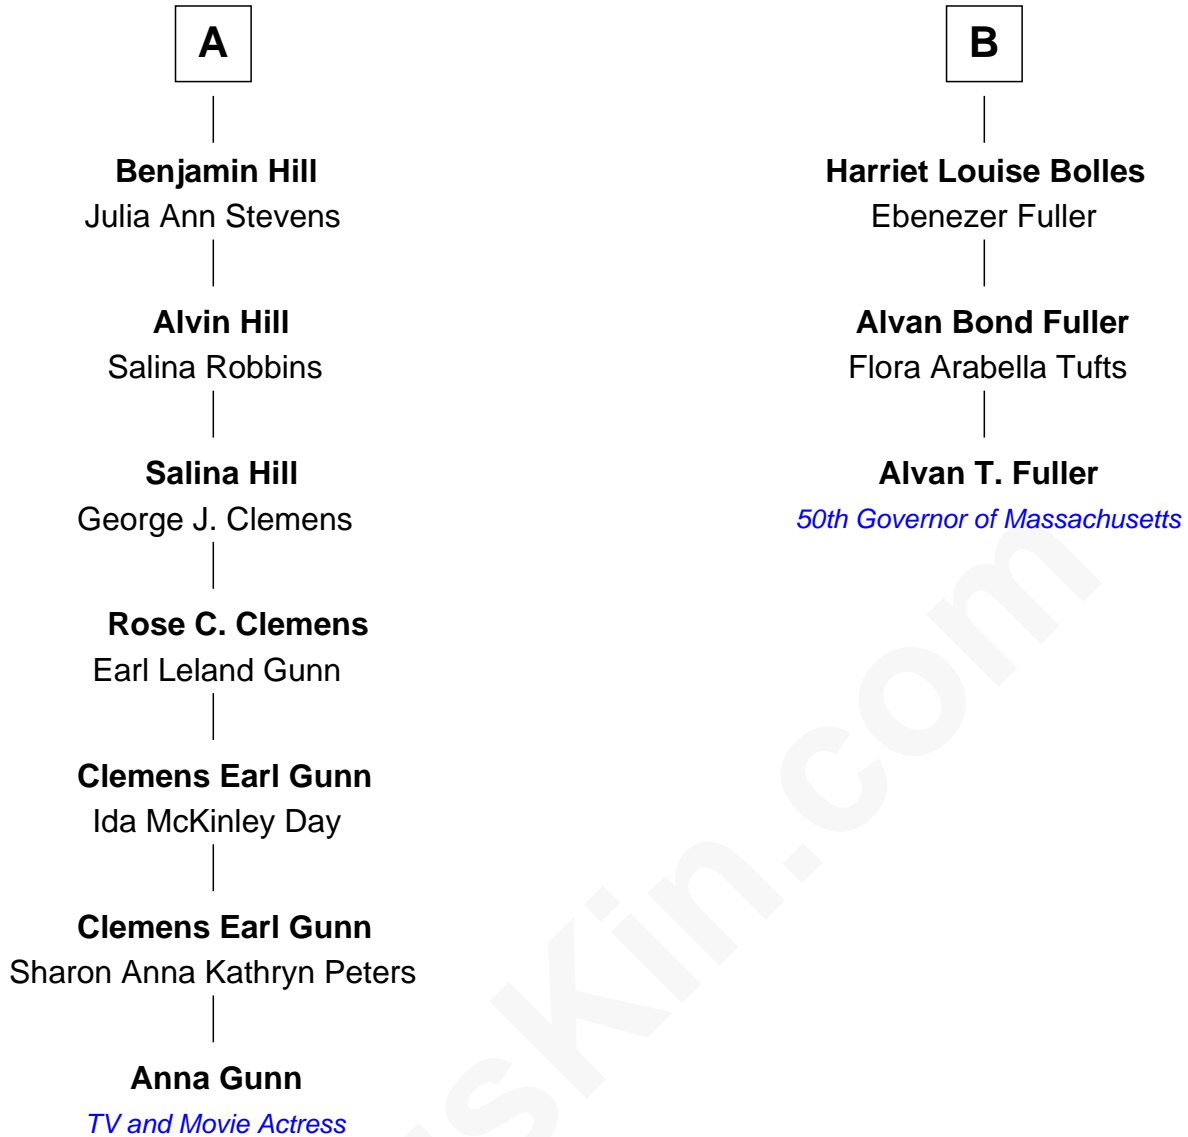 A
Benjamin Hill
Julia Ann Stevens
Alvin Hill
Salina Robbins
Salina Hill
George J. Clemens
Rose C. Clemens
Earl Leland Gunn
Clemens Earl Gunn
Ida McKinley Day
Clemens Earl Gunn
Sharon Anna Kathryn Peters
Anna Gunn
TV and Movie Actress
B
Harriet Louise Bolles
Ebenezer Fuller
Alvan Bond Fuller
Flora Arabella Tufts
Alvan T. Fuller
50th Governor of Massachusetts
sKin.com